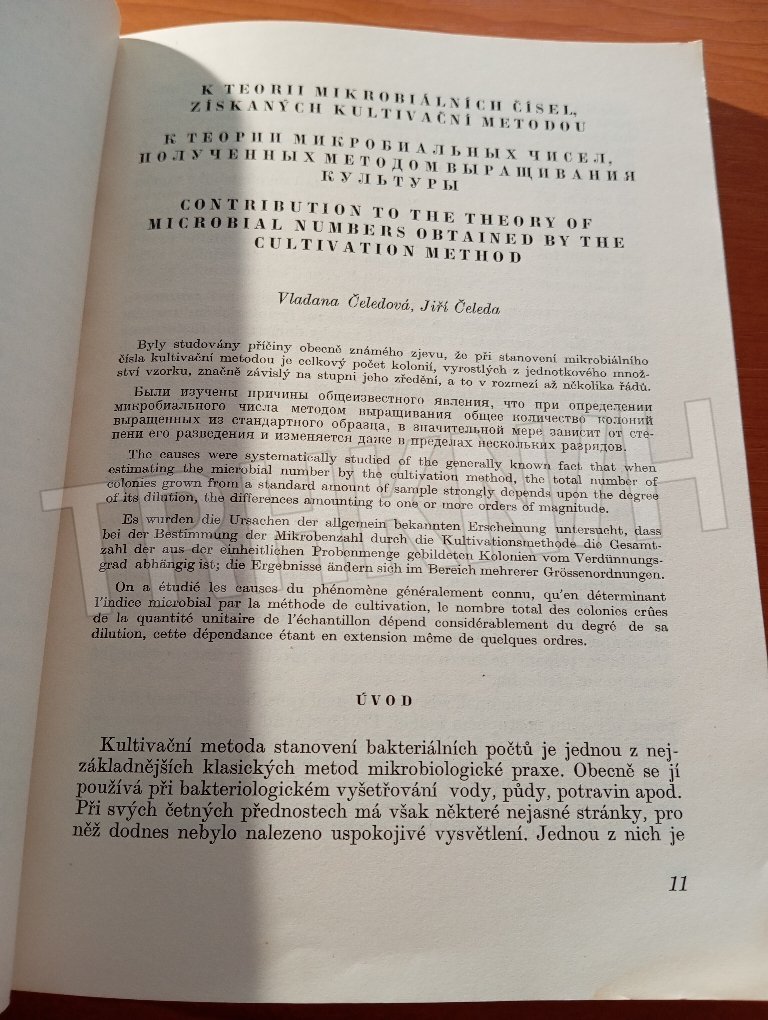 K TEORII MIKROBIÁLNÍCH ČÍSEL,
ZÍSKANÝCH KULTIVAČNÍ METODOU
К ТЕОРИИ МИКРОБИАЛЬНЫХ ЧИСЕЛ,
ПОЛУЧЕННЫХ МЕТОДОМ ВЫРАЩИВАНИЯ
КУЛЬТУРЫ
CONTRIBUTION TO THE THEORY OF
MICROBIAL NUMBERS OBTAINED BY THE
CULTIVATION METHOD
Vladana Čeledová, Jiří Čeleda
Byly studovány příčiny obecně známého zjevu, že při stanovení mikrobiálního
čísla kultivační metodou je celkový počet kolonií, vyrostlých z jednotkového množ-
ství vzorku, značně závislý na stupni jeho zředění, a to v rozmezí až několika řádů.
Были изучены причины общеизвестного явления, что при определении
микробиального числа методом выращивания общее количество колоний
выращенных из стандартного образца, в значительной мере зависит от сте-
пени его разведения и изменяется даже в пределах нескольких разрядов.
The causes were systematically studied of the generally known fact that when
estimating the microbial number by the cultivation method, the total number of
colonies grown from a standard amount of sample strongly depends upon the degree
of its dilution, the differences amounting to one or more orders of magnitude.
Es wurden die Ursachen der allgemein bekannten Erscheinung untersucht, dass
bei der Bestimmung der Mikrobenzahl durch die Kultivationsmethode die Gesamt-
zahl der aus der einheitlichen Probenmenge gebildeten Kolonien vom Verdünnungs-
grad abhängig ist; die Ergebnisse ändern sich im Bereich mehrerer Grössenordnungen.
On a étudié les causes du phénomène généralement connu, qu'en déterminant
l'indice microbial par la méthode de cultivation, le nombre total des colonies crûes
de la quantité unitaire de l'échantillon dépend considérablement du degré de sa
dilution, cette dépendance étant en extension même de quelques ordres.
ÚVOD
Kultivační metoda stanovení bakteriálních počtů je jednou z nej-
základnějších klasických metod mikrobiologické praxe. Obecně se jí
používá při bakteriologickém vyšetřování vody, půdy, potravin apod.
Při svých četných přednostech má však některé nejasné stránky, pro
něž dodnes nebylo nalezeno uspokojivé vysvětlení. Jednou z nich je
11